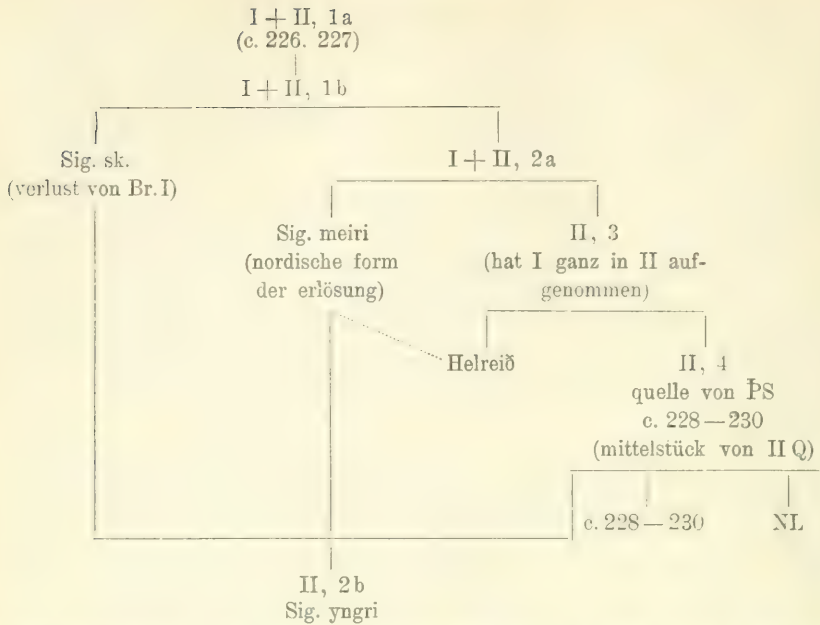 I + II, 1a
(c. 226. 227)
I + II, 1b
Sig. sk.
(verlust von Br. I)
I + II, 2a
Sig. meiri
(nordische form
der erlösung)
II, 3
(hat I ganz in II auf-
genommen)
Helreið
II, 4
quelle von ÞS
c. 228—230
(mittelstück von II Q)
c. 228—230
NL
II, 2b
Sig. yngri